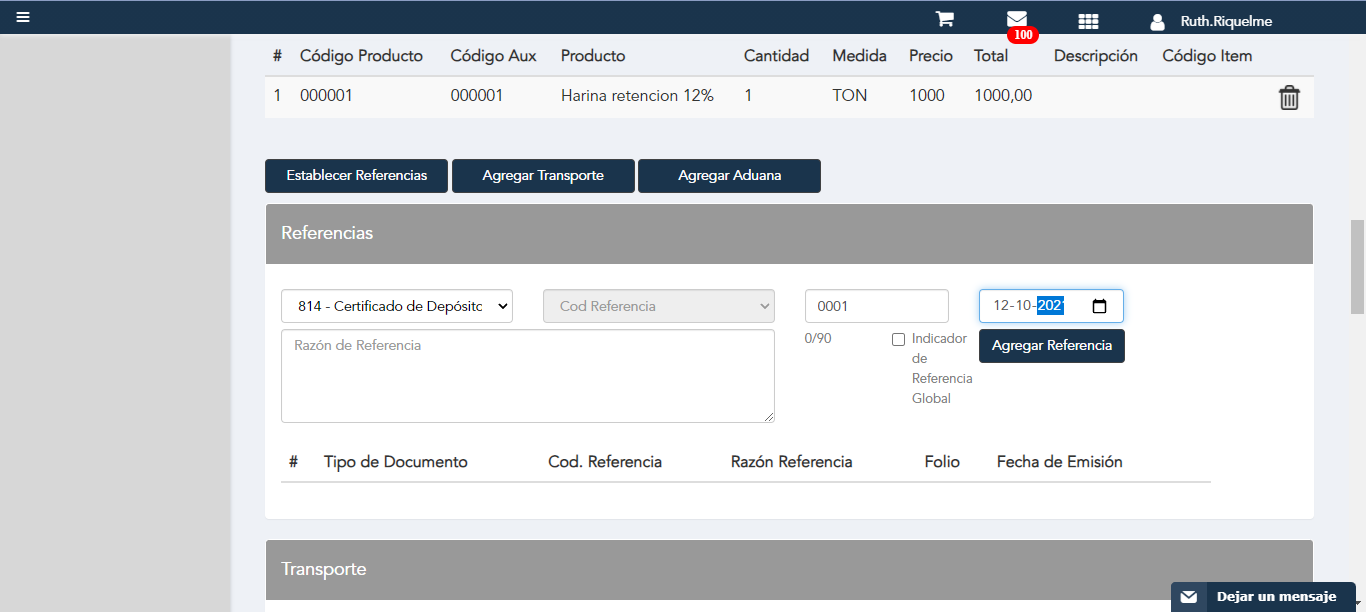 100
Ruth.Riquelme
# Código Producto Código Aux Producto Cantidad Medida Precio Total Descripción Código Item
1 000001 000001 Harina retencion 12% 1 TON 1000 1000,00
Establecer Referencias Agregar Transporte Agregar Aduana
Referencias
814 - Certificado de Depósito Cod Referencia 0001 12-10-2021
Razón de Referencia
0/90
Indicador
de
Referencia
Global
Agregar Referencia
# Tipo de Documento Cod. Referencia Razón Referencia Folio Fecha de Emisión
Transporte
Dejar un mensaje